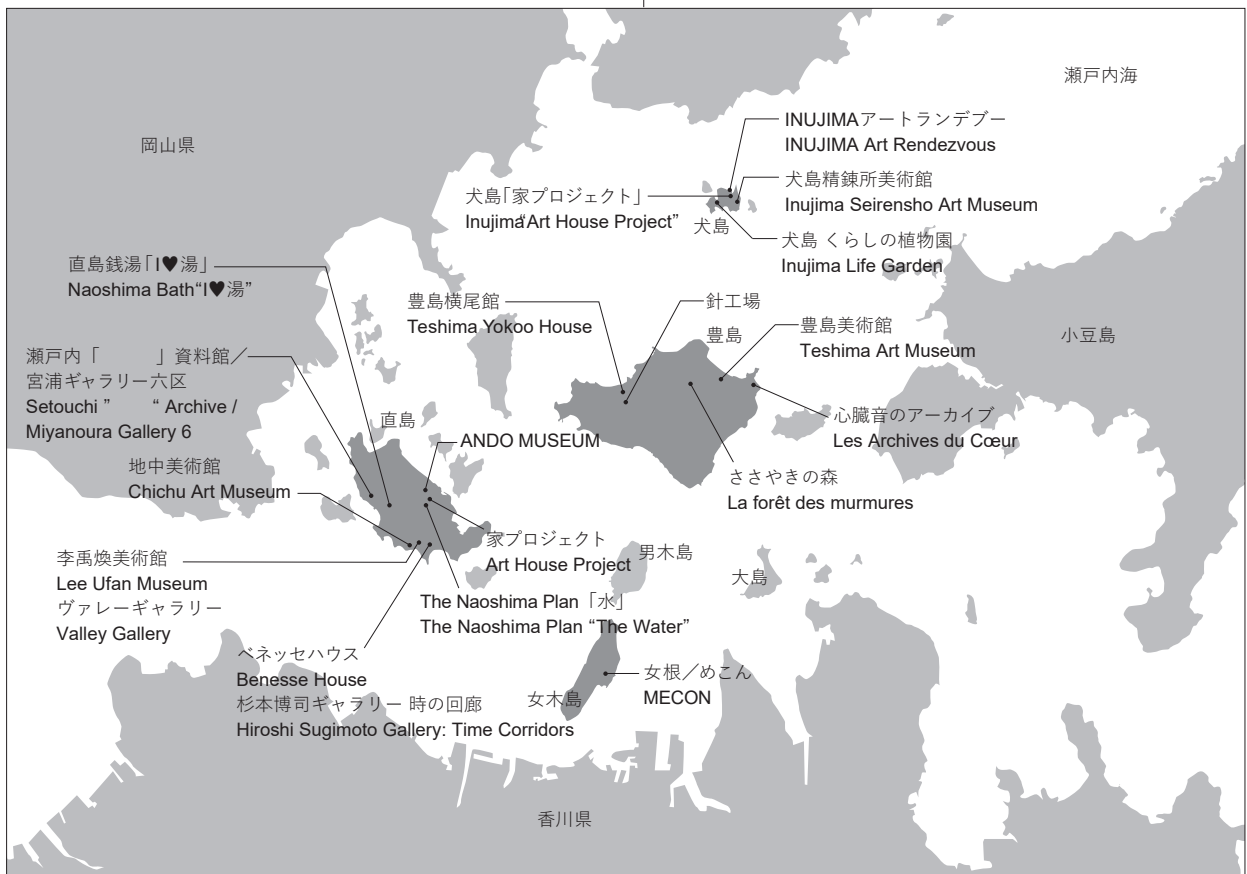 瀬戸内海
岡山県
INUJIMAアートランデブー
INUJIMA Art Rendezvous
犬島「家プロジェクト」
Inujima“Art House Project”
犬島精錬所美術館
Inujima Seirensho Art Museum
犬島
犬島 くらしの植物園
Inujima Life Garden
直島銭湯「I♥湯」
Naoshima Bath“I♥湯”
豊島横尾館
Teshima Yokoo House
針工場
豊島
豊島美術館
Teshima Art Museum
小豆島
瀬戸内「　　　」資料館／
宮浦ギャラリー六区
Setouchi ”　　“ Archive /
Miyanoura Gallery 6
直島
ANDO MUSEUM
心臓音のアーカイブ
Les Archives du Cœur
地中美術館
Chichu Art Museum
ささやきの森
La forêt des murmures
家プロジェクト
Art House Project
男木島
大島
李禹煥美術館
Lee Ufan Museum
ヴァレーギャラリー
Valley Gallery
The Naoshima Plan「水」
The Naoshima Plan “The Water”
ベネッセハウス
Benesse House
杉本博司ギャラリー 時の回廊
Hiroshi Sugimoto Gallery: Time Corridors
女木島
女根／めこん
MECON
香川県